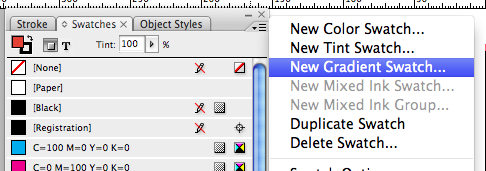 Stroke Swatches Object Styles
T Tint: 100 %
[None]
[Paper]
[Black]
[Registration]
C=100 M=0 Y=0 K=0
C=0 M=100 Y=0 K=0
New Color Swatch...
New Tint Swatch...
New Gradient Swatch...
New Mixed Ink Swatch...
New Mixed Ink Group...
Duplicate Swatch
Delete Swatch...